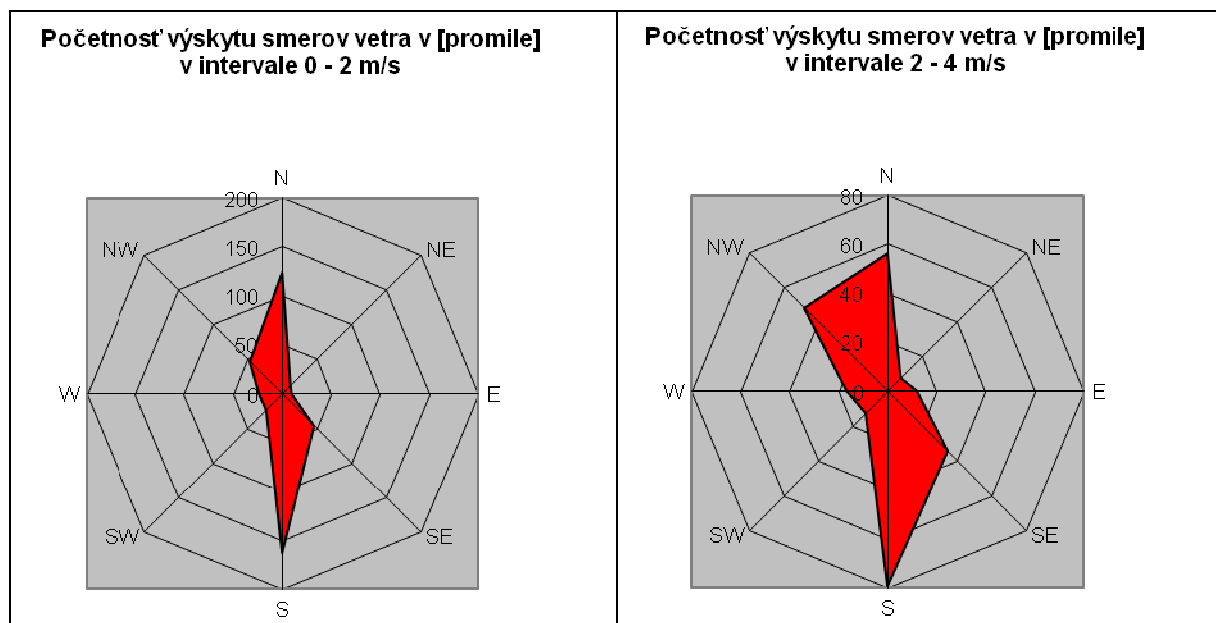 Početnosť výskytu smerov vetra v [promile]
v intervale 0 - 2 m/s
N
200
NW
NE
150
100
50
W
0
E
SW
SE
S
Početnosť výskytu smerov vetra v [promile]
v intervale 2 - 4 m/s
N
80
NW
NE
60
40
20
W
0
E
SW
SE
S